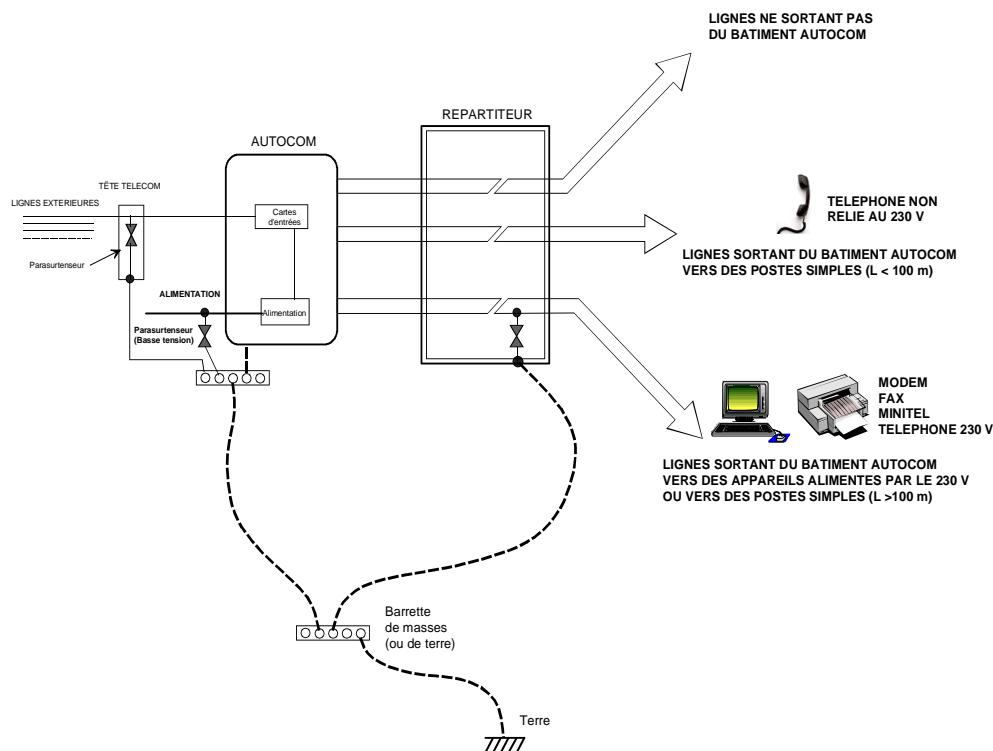 LIGNES NE SORTANT PAS
DU BATIMENT AUTOCOM
REPARTITEUR
AUTOCOM
TÊTE TELECOM
LIGNES EXTERIEURES
Cartes
d'entrées
TELEPHONE NON
RELIE AU 230 V
Parasurtenseur
LIGNES SORTANT DU BATIMENT AUTOCOM
VERS DES POSTES SIMPLES (L < 100 m)
ALIMENTATION
Alimentation
Parasurtenseur
(Basse tension)
MODEM
FAX
MINITEL
TELEPHONE 230 V
LIGNES SORTANT DU BATIMENT AUTOCOM
VERS DES APPAREILS ALIMENTES PAR LE 230 V
OU VERS DES POSTES SIMPLES (L >100 m)
Barrette
de masses
(ou de terre)
Terre